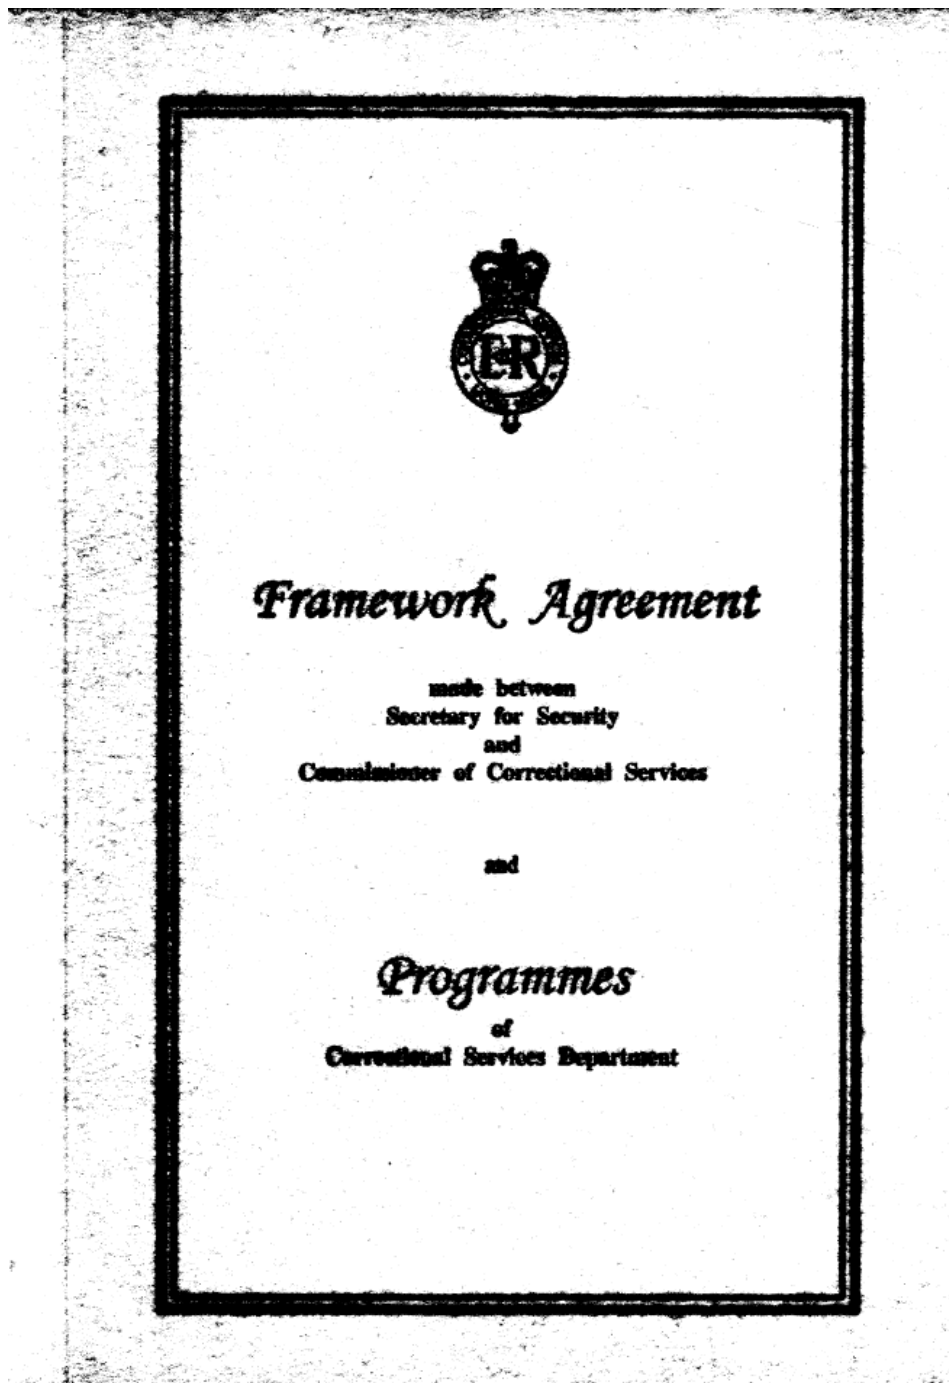 E R
Framework Agreement
made between
Secretary for Security
and
Commissioner of Correctional Services
and
Programmes
of
Correctional Services Department